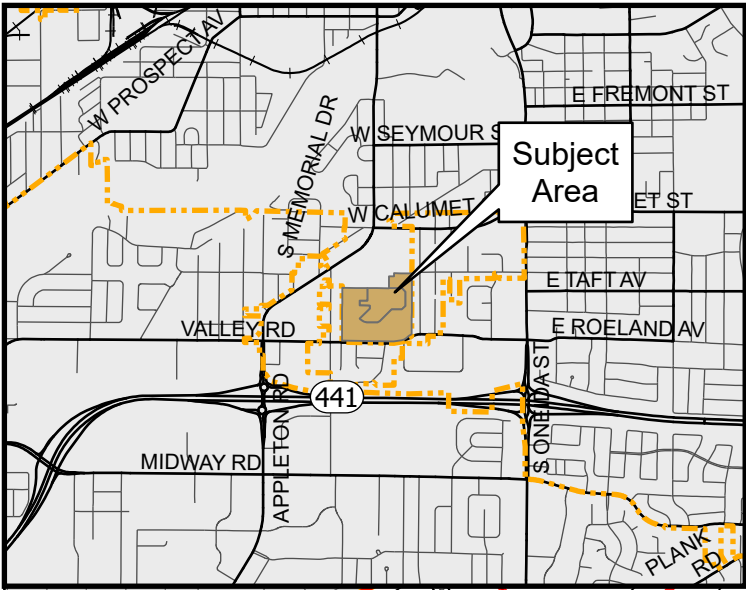 W PROSPECT AV
E FREMONT ST
S MEMORIAL DR
W SEYMOUR S
Subject
Area
W CALUMET
ET ST
E TAFT AV
VALLEY RD
E ROELAND AV
441
APPLETON RD
S ONEIDA ST
MIDWAY RD
PLANK
RD